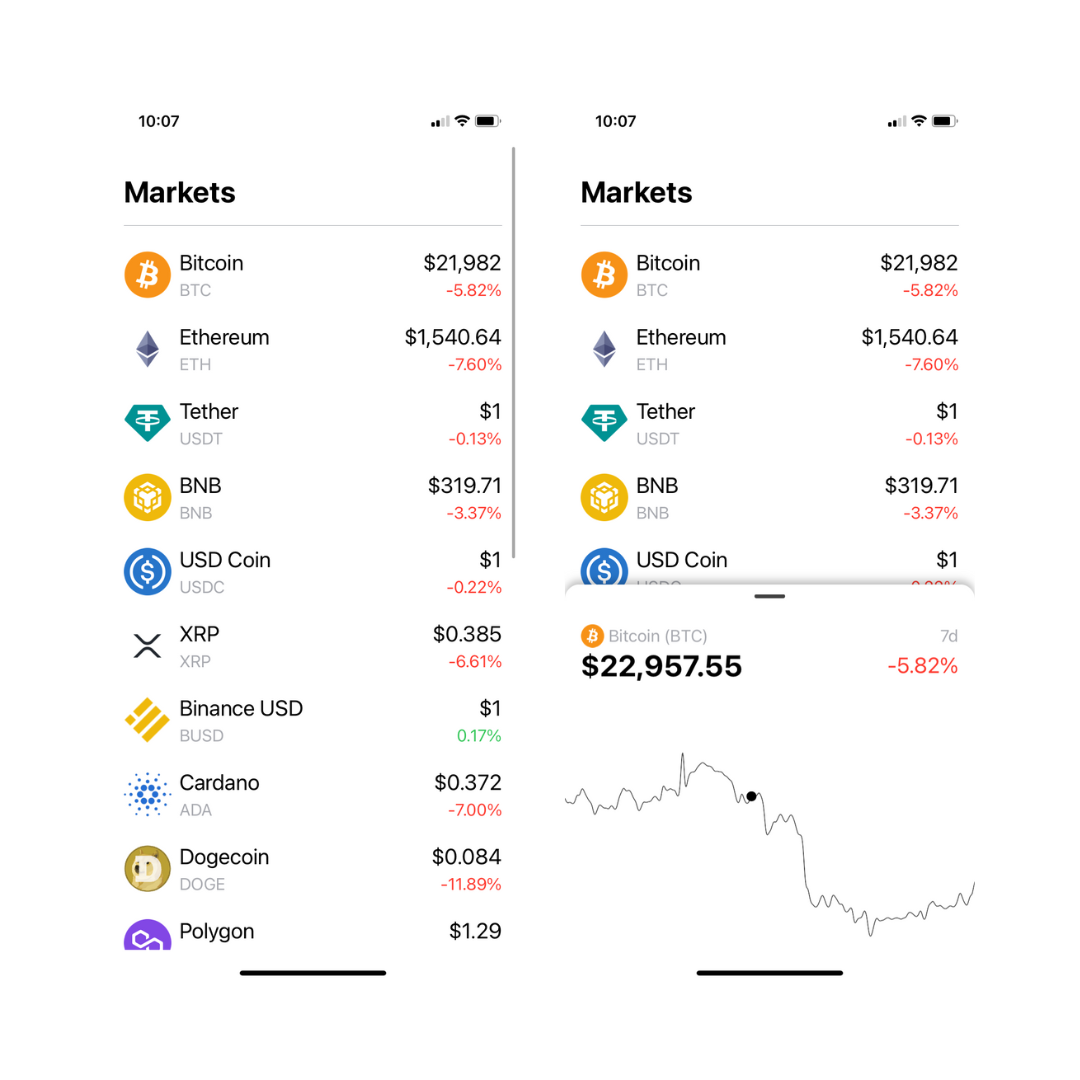 10:07
Markets
Bitcoin $21,982
BTC -5.82%
Ethereum $1,540.64
ETH -7.60%
Tether $1
USDT -0.13%
BNB $319.71
BNB -3.37%
USD Coin $1
USDC -0.22%
XRP $0.385
XRP -6.61%
Binance USD $1
BUSD 0.17%
Cardano $0.372
ADA -7.00%
Dogecoin $0.084
DOGE -11.89%
Polygon $1.29
10:07
Markets
Bitcoin $21,982
BTC -5.82%
Ethereum $1,540.64
ETH -7.60%
Tether $1
USDT -0.13%
BNB $319.71
BNB -3.37%
USD Coin $1
USDC -0.22%
Bitcoin (BTC) 7d
$22,957.55 -5.82%